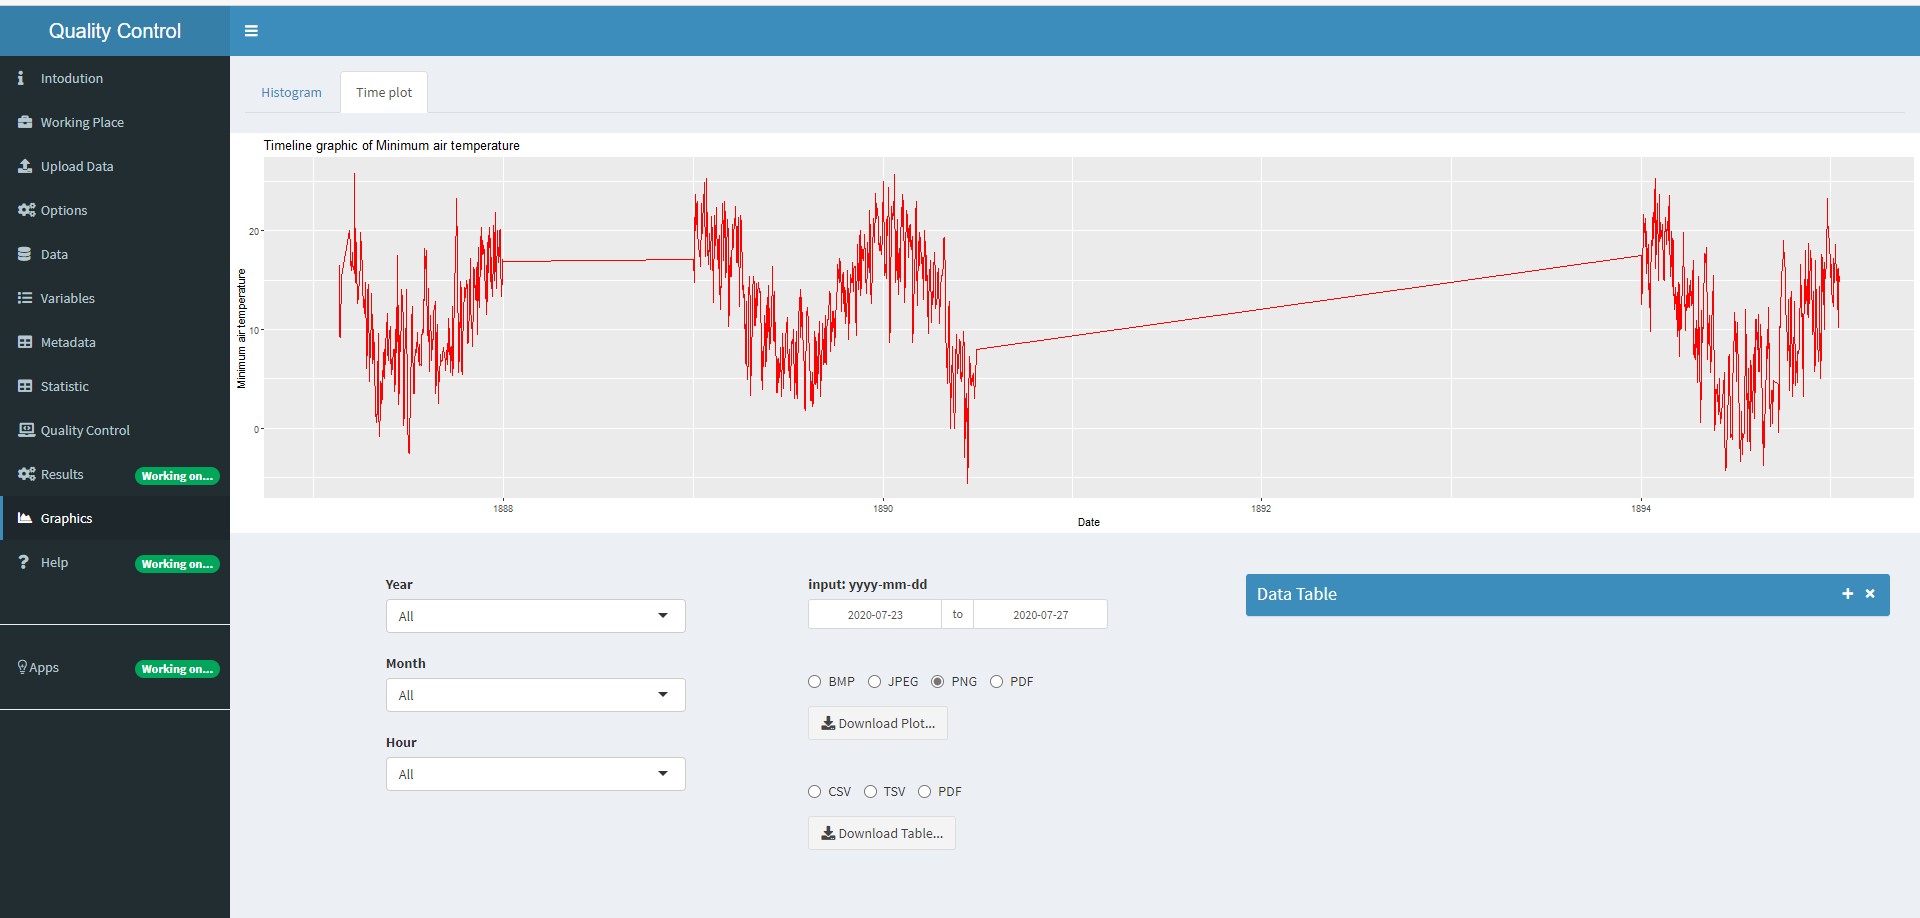 Quality Control
Intodution
Working Place
Upload Data
Options
Data
Variables
Metadata
Statistic
Quality Control
Results Working on...
Graphics
Help Working on...
Apps Working on...
Histogram Time plot
Timeline graphic of Minimum air temperature
Minimum air temperature
20
10
0
1888 1890 1892 1894
Date
Year
All
Month
All
Hour
All
input: yyyy-mm-dd
2020-07-23 to 2020-07-27
BMP JPEG PNG PDF
Download Plot...
CSV TSV PDF
Download Table...
Data Table